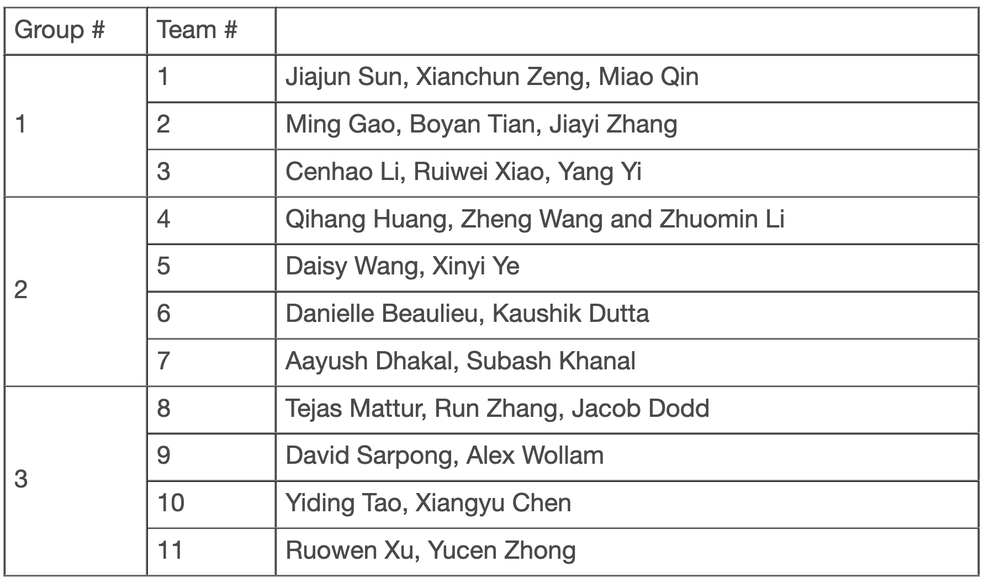 Group # Team #
1 1 Jiajun Sun, Xianchun Zeng, Miao Qin
2 Ming Gao, Boyan Tian, Jiayi Zhang
3 Cenhao Li, Ruiwei Xiao, Yang Yi
2 4 Qihang Huang, Zheng Wang and Zhuomin Li
5 Daisy Wang, Xinyi Ye
6 Danielle Beaulieu, Kaushik Dutta
7 Aayush Dhakal, Subash Khanal
3 8 Tejas Mattur, Run Zhang, Jacob Dodd
9 David Sarpong, Alex Wollam
10 Yiding Tao, Xiangyu Chen
11 Ruowen Xu, Yucen Zhong